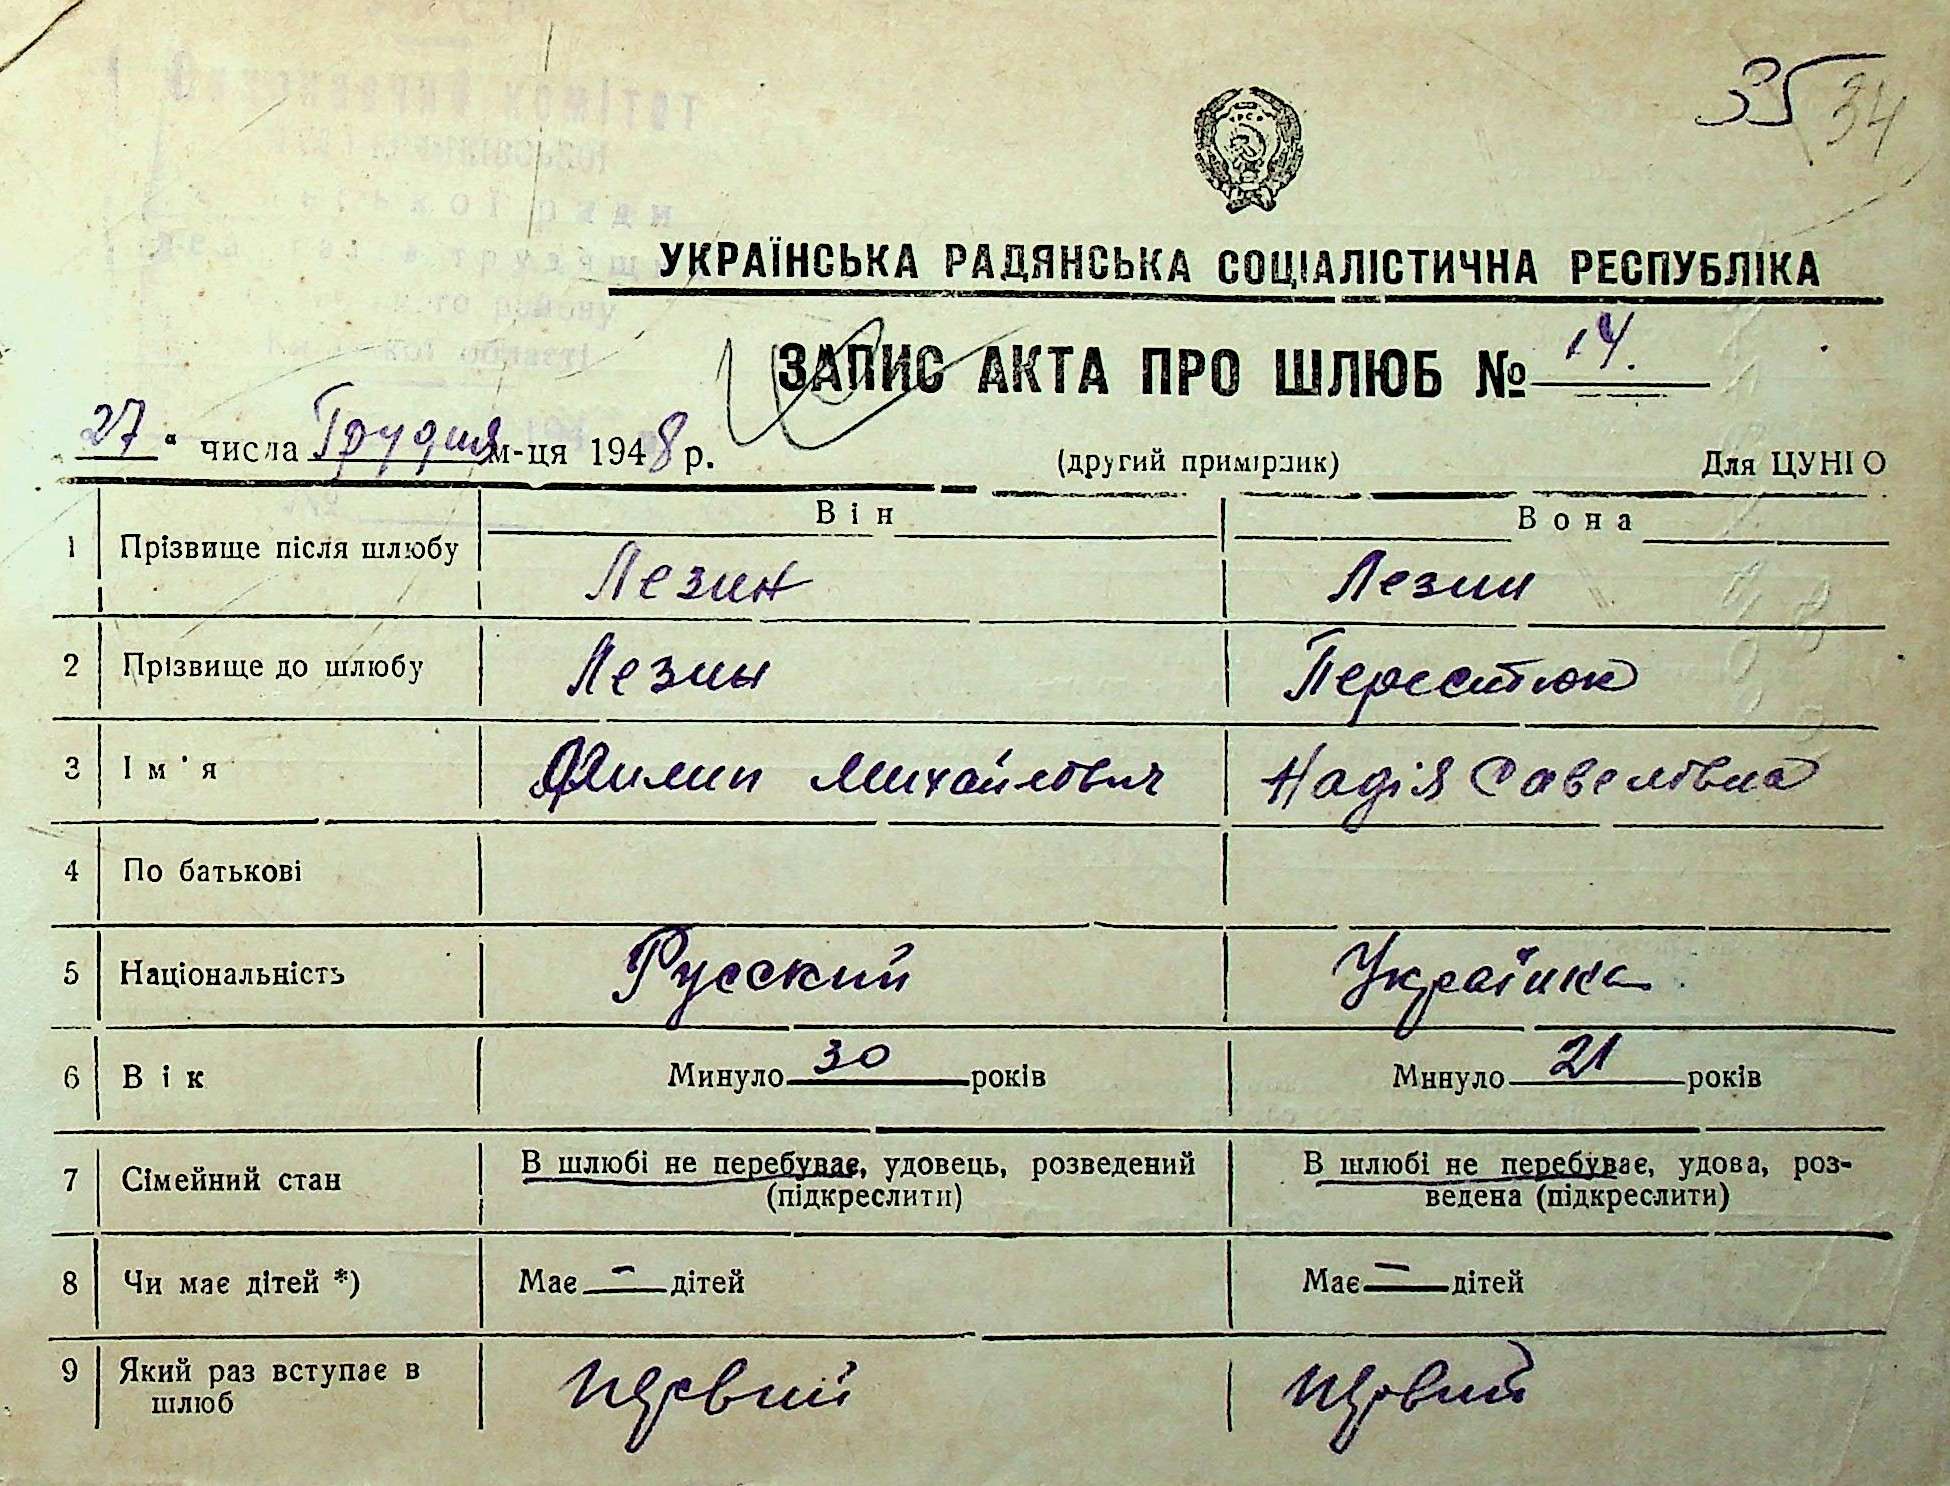 35 34
УКРАЇНСЬКА РАДЯНСЬКА СОЦІАЛІСТИЧНА РЕСПУБЛІКА
ЗАПИС АКТА ПРО ШЛЮБ № 14.
27 " числа Грудня м-ця 1948 р.
(другий примірник) Для ЦУНГО
Він Вона
1 Прізвище після шлюбу Лезин Лезин
2 Прізвище до шлюбу Лезин
3 Ім'я Филип Михайлович Надія Савеловна
4 По батькові
5 Національність Русский Українка
6 Вік Минуло 30 років Минуло 21 років
7 Сімейний стан В шлюбі не перебуває, удовець, розведений (підкреслити) В шлюбі не перебуває, удова, роз-
ведена (підкреслити)
8 Чи має дітей *) Має — дітей Має — дітей
9 Який раз вступає в
шлюб первий первий